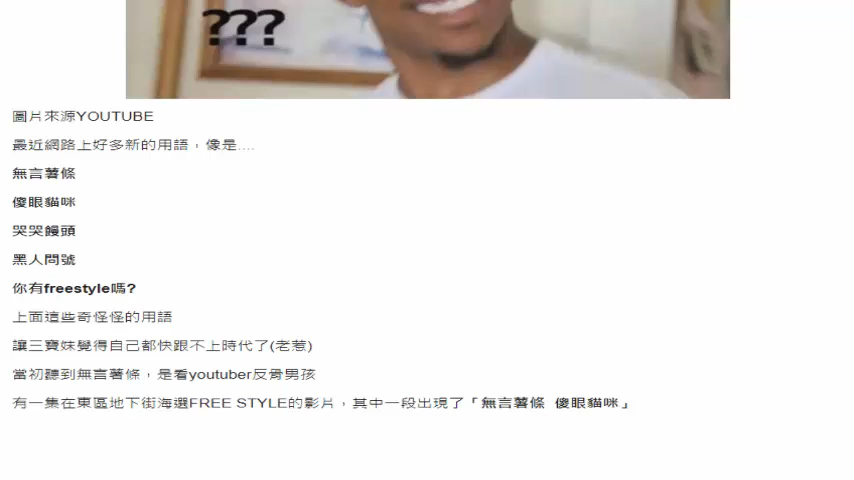 ???
圖片來源YOUTUBE
最近網路上好多新的用語，像是....
無言薯條
傻眼貓咪
哭哭饅頭
黑人問號
你有freestyle嗎?
上面這些奇怪怪的用語
讓三寶妹覺得自己都快跟不上時代了(老惹)
當初聽到無言薯條，是看youtuber反骨男孩
有一集在東區地下街海選FREE STYLE的影片，其中一段出現了「無言薯條 傻眼貓咪」